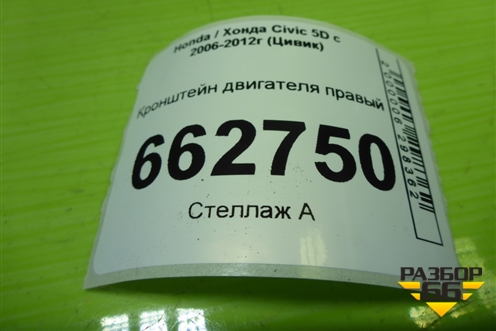 Honda / Хонда Civic 5D с
2006-2012г (Цивик)
Кронштейн двигателя правый
662750
Стеллаж А
РАЗБОР
66